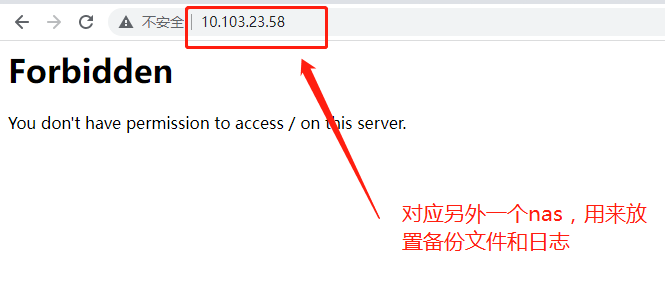 不安全 | 10.103.23.58
Forbidden
You don't have permission to access / on this server.
对应另外一个nas，用来放
置备份文件和日志